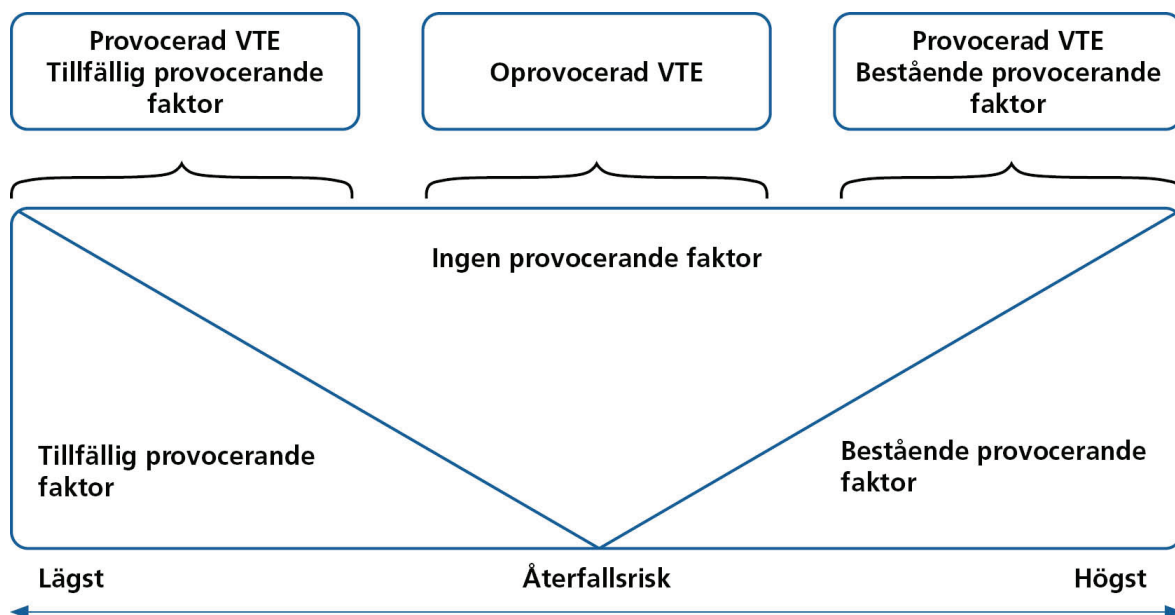 Provocerad VTE
Tillfällig provocerande
faktor
Oprovocerad VTE
Provocerad VTE
Bestående provocerande
faktor
Ingen provocerande faktor
Tillfällig provocerande
faktor
Bestående provocerande
faktor
Lägst
Återfallsrisk
Högst